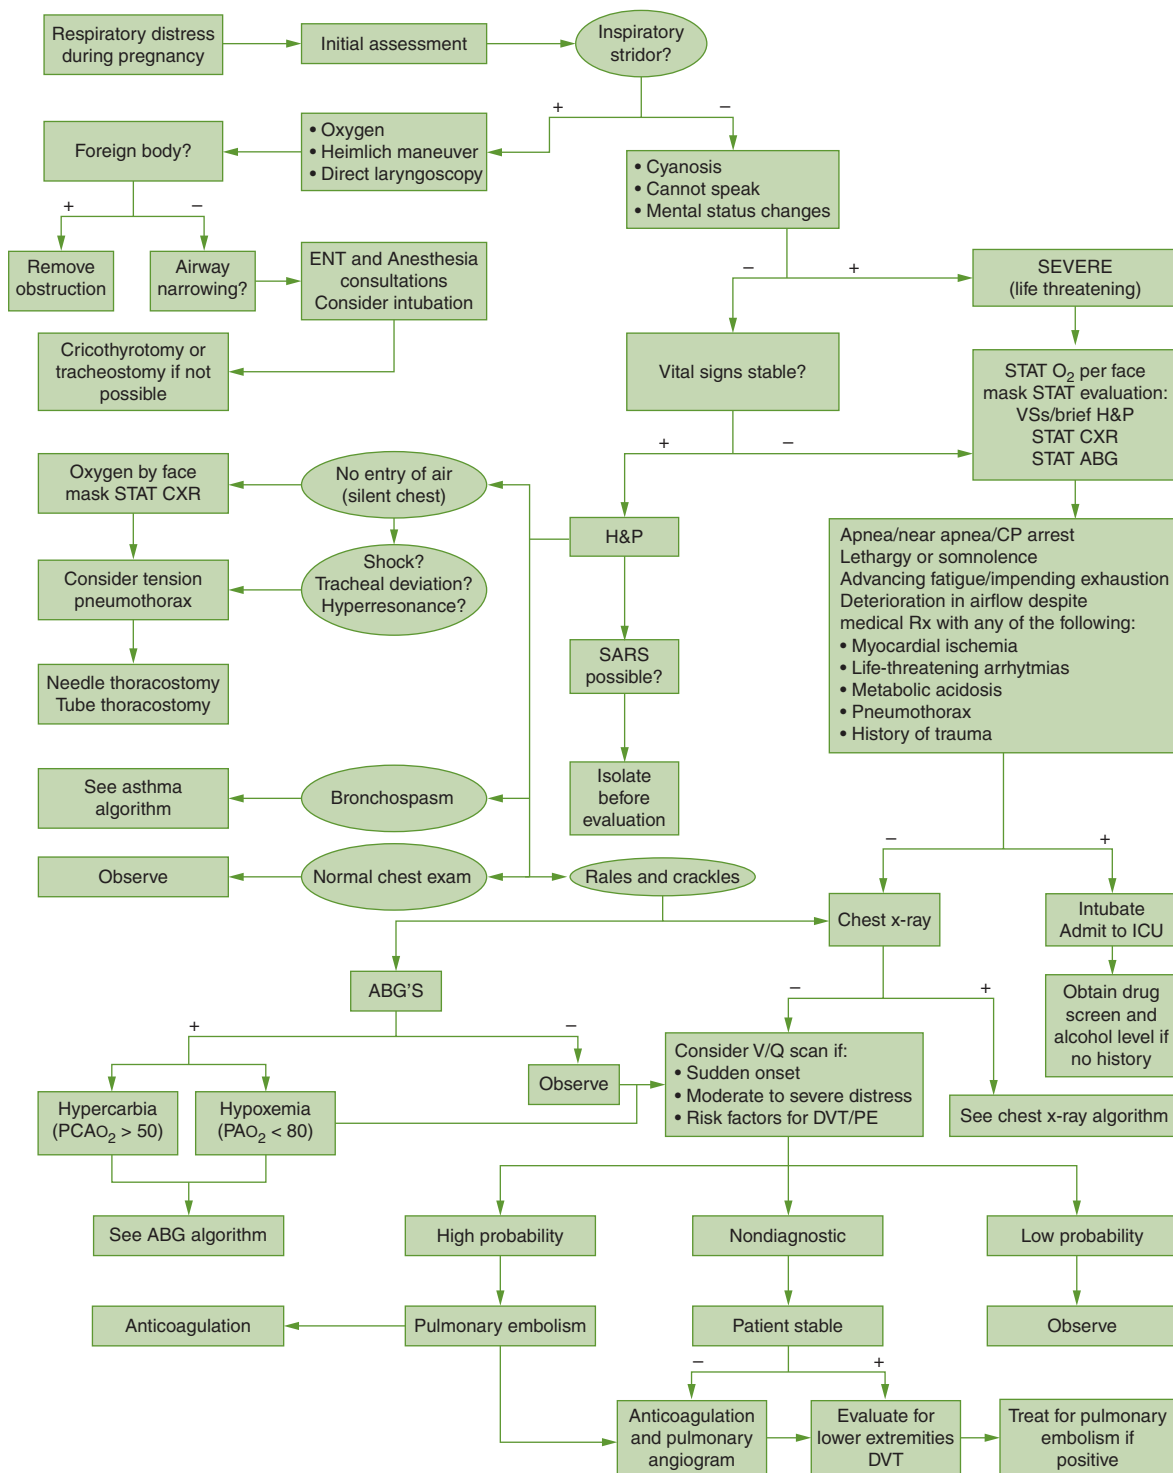 Respiratory distress
during pregnancy
Initial assessment
Inspiratory
stridor?
+
–
Foreign body?
• Oxygen
• Heimlich maneuver
• Direct laryngoscopy
• Cyanosis
• Cannot speak
• Mental status changes
+
–
–
+
Remove
obstruction
Airway
narrowing?
ENT and Anesthesia
consultations
Consider intubation
SEVERE
(life threatening)
Cricothyrotomy or
tracheostomy if not
possible
Vital signs stable?
STAT O2 per face
mask STAT evaluation:
VSs/brief H&P
STAT CXR
STAT ABG
+
–
Oxygen by face
mask STAT CXR
No entry of air
(silent chest)
H&P
Apnea/near apnea/CP arrest
Lethargy or somnolence
Advancing fatigue/impending exhaustion
Deterioration in airflow despite
medical Rx with any of the following:
• Myocardial ischemia
• Life-threatening arrhytmias
• Metabolic acidosis
• Pneumothorax
• History of trauma
Consider tension
pneumothorax
Shock?
Tracheal deviation?
Hyperresonance?
Needle thoracostomy
Tube thoracostomy
SARS
possible?
See asthma
algorithm
Bronchospasm
Isolate
before
evaluation
–
+
Observe
Normal chest exam
Rales and crackles
Chest x-ray
Intubate
Admit to ICU
ABG'S
–
+
Obtain drug
screen and
alcohol level if
no history
+
–
Hypercarbia
(PCAO2 > 50)
Hypoxemia
(PAO2 < 80)
Observe
Consider V/Q scan if:
• Sudden onset
• Moderate to severe distress
• Risk factors for DVT/PE
See chest x-ray algorithm
See ABG algorithm
High probability
Nondiagnostic
Low probability
Anticoagulation
Pulmonary embolism
Patient stable
Observe
–
+
Anticoagulation
and pulmonary
angiogram
Evaluate for
lower extremities
DVT
Treat for pulmonary
embolism if
positive